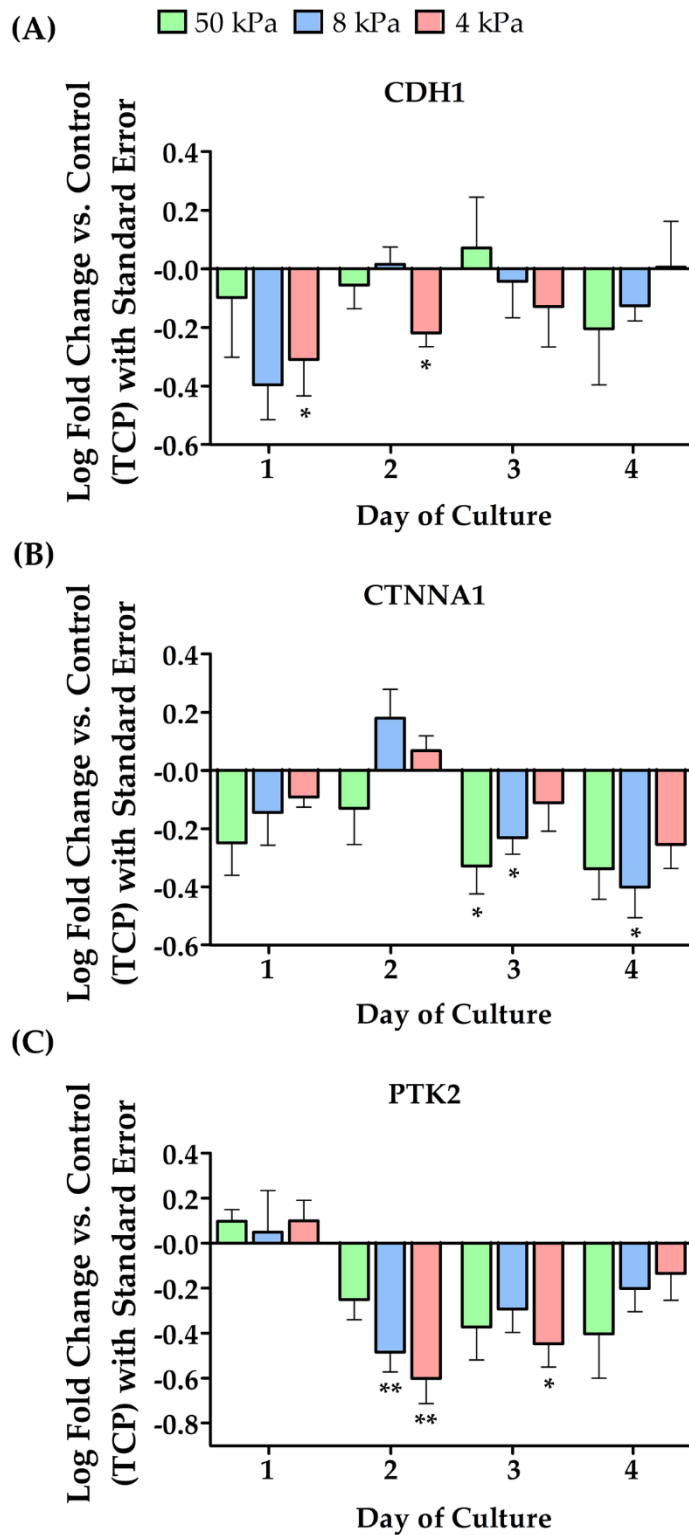 (A)
50 kPa 8 kPa 4 kPa
CDH1
Log Fold Change vs. Control
(TCP) with Standard Error
0.4
0.2
-0.0
-0.2
-0.4
-0.6
*
*
1 2 3 4
Day of Culture
(B)
CTNNA1
Log Fold Change vs. Control
(TCP) with Standard Error
0.4
0.2
-0.0
-0.2
-0.4
-0.6
*
*
*
1 2 3 4
Day of Culture
(C)
PTK2
Log Fold Change vs. Control
(TCP) with Standard Error
0.4
0.2
-0.0
-0.2
-0.4
-0.6
-0.8
**
**
*
1 2 3 4
Day of Culture